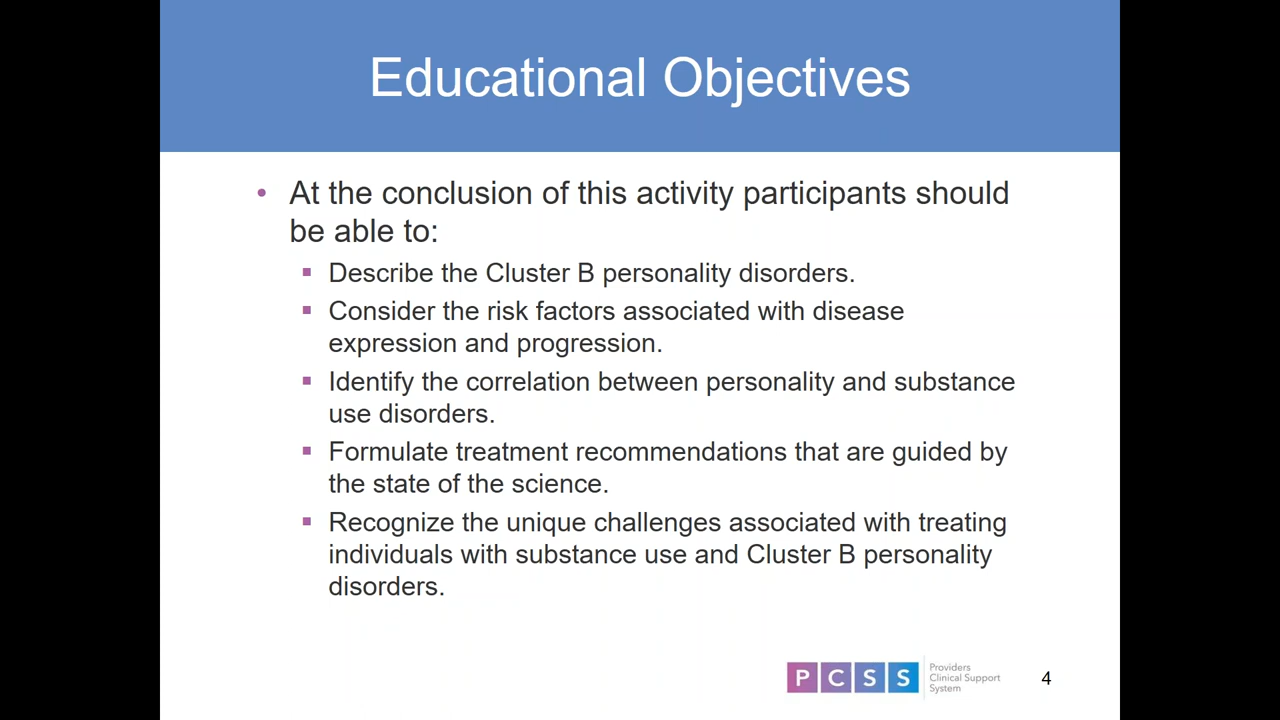 Educational Objectives
• At the conclusion of this activity participants should
be able to:
▪ Describe the Cluster B personality disorders.
▪ Consider the risk factors associated with disease
expression and progression.
▪ Identify the correlation between personality and substance
use disorders.
▪ Formulate treatment recommendations that are guided by
the state of the science.
▪ Recognize the unique challenges associated with treating
individuals with substance use and Cluster B personality
disorders.
PCSS
Providers
Clinical Support
System
4